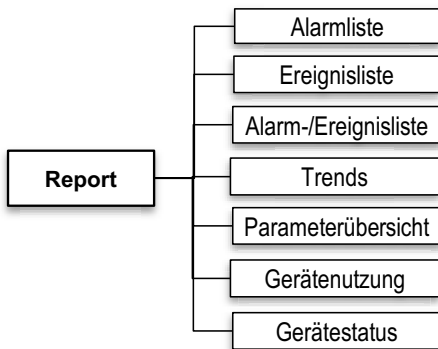 Alarmliste
Ereignisliste
Alarm-/Ereignisliste
Report
Trends
Parameterübersicht
Gerätenutzung
Gerätestatus